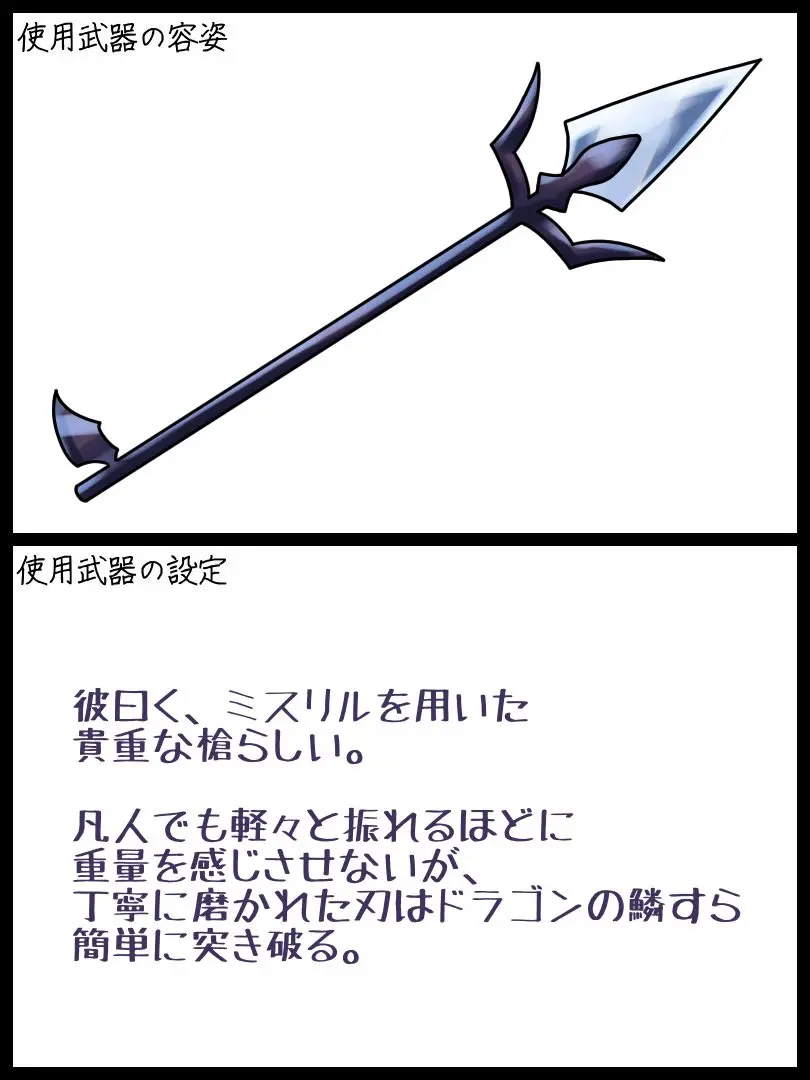 使用武器の容姿
使用武器の設定
彼曰く、ミスリルを用いた
貴重な槍らしい。
凡人でも軽々と振れるほどに
重量を感じさせないが、
丁寧に磨かれた刃はドラゴンの鱗すら
簡単に突き破る。